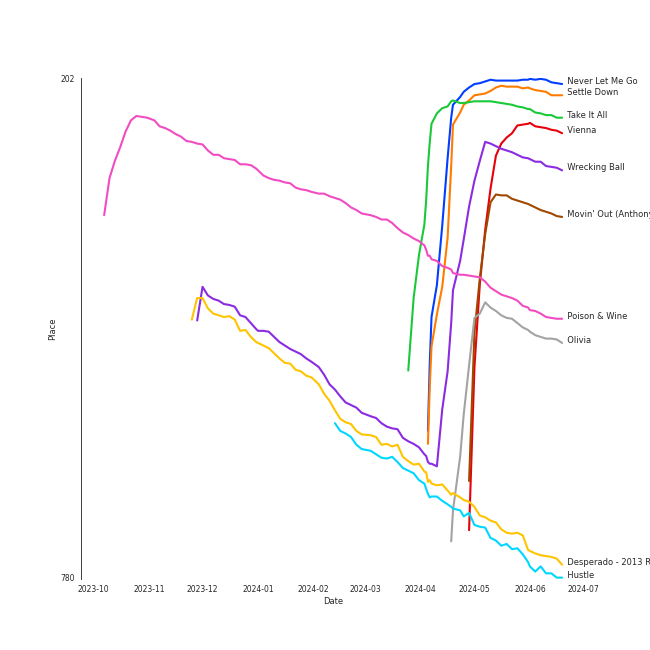 202
Never Let Me Go
Settle Down
Take It All
Vienna
Wrecking Ball
Movin' Out (Anthony
Place
Poison & Wine
Olivia
Desperado - 2013 R
Hustle
780
2023-10 2023-11 2023-12 2024-01 2024-02 2024-03 2024-04 2024-05 2024-06 2024-07
Date